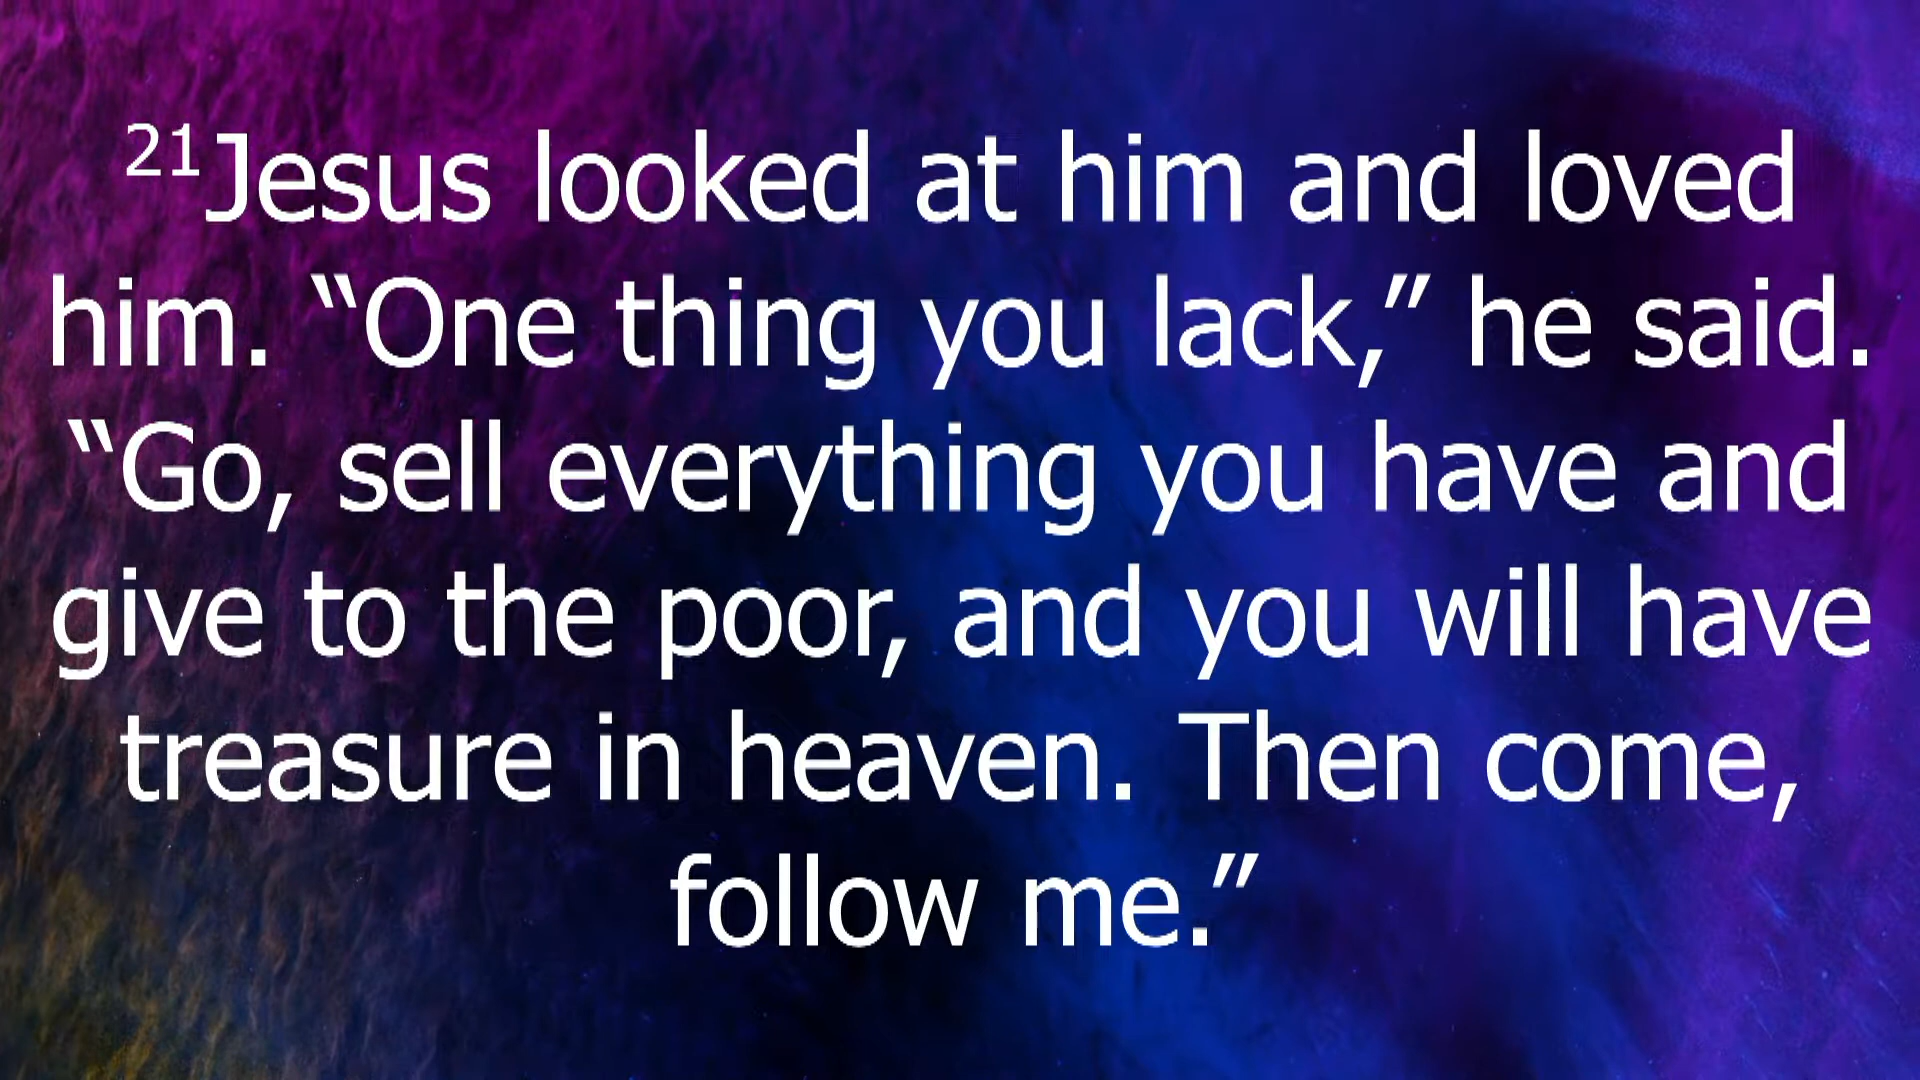 21Jesus looked at him and loved
him. “One thing you lack,” he said.
“Go, sell everything you have and
give to the poor, and you will have
treasure in heaven. Then come,
follow me.”